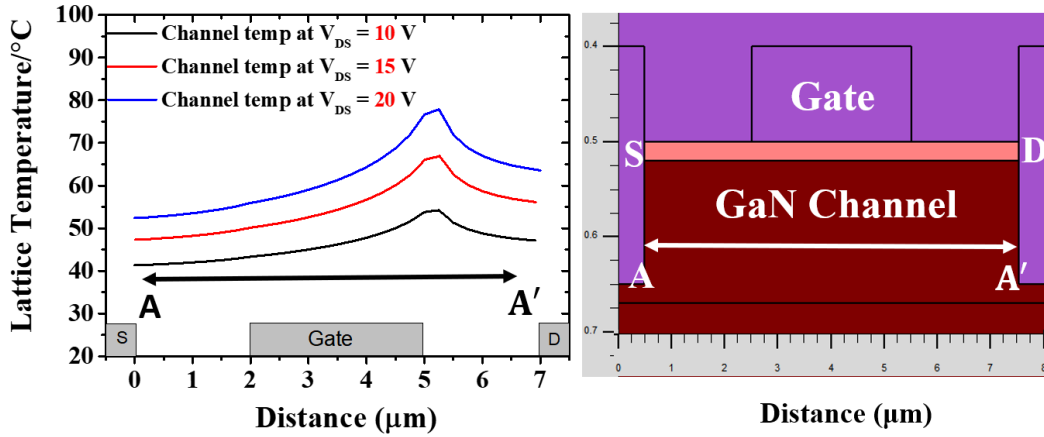 Channel temp at VDS = 10 V
Channel temp at VDS = 15 V
Channel temp at VDS = 20 V
Lattice Temperature/°C
100
90
80
70
60
50
40
30
20
A
A′
S
Gate
D
0 1 2 3 4 5 6 7
Distance (μm)
0.4
0.5
0.6
0.7
Gate
S
D
GaN Channel
A
A′
0 1 2 3 4 5 6 7 8
Distance (μm)